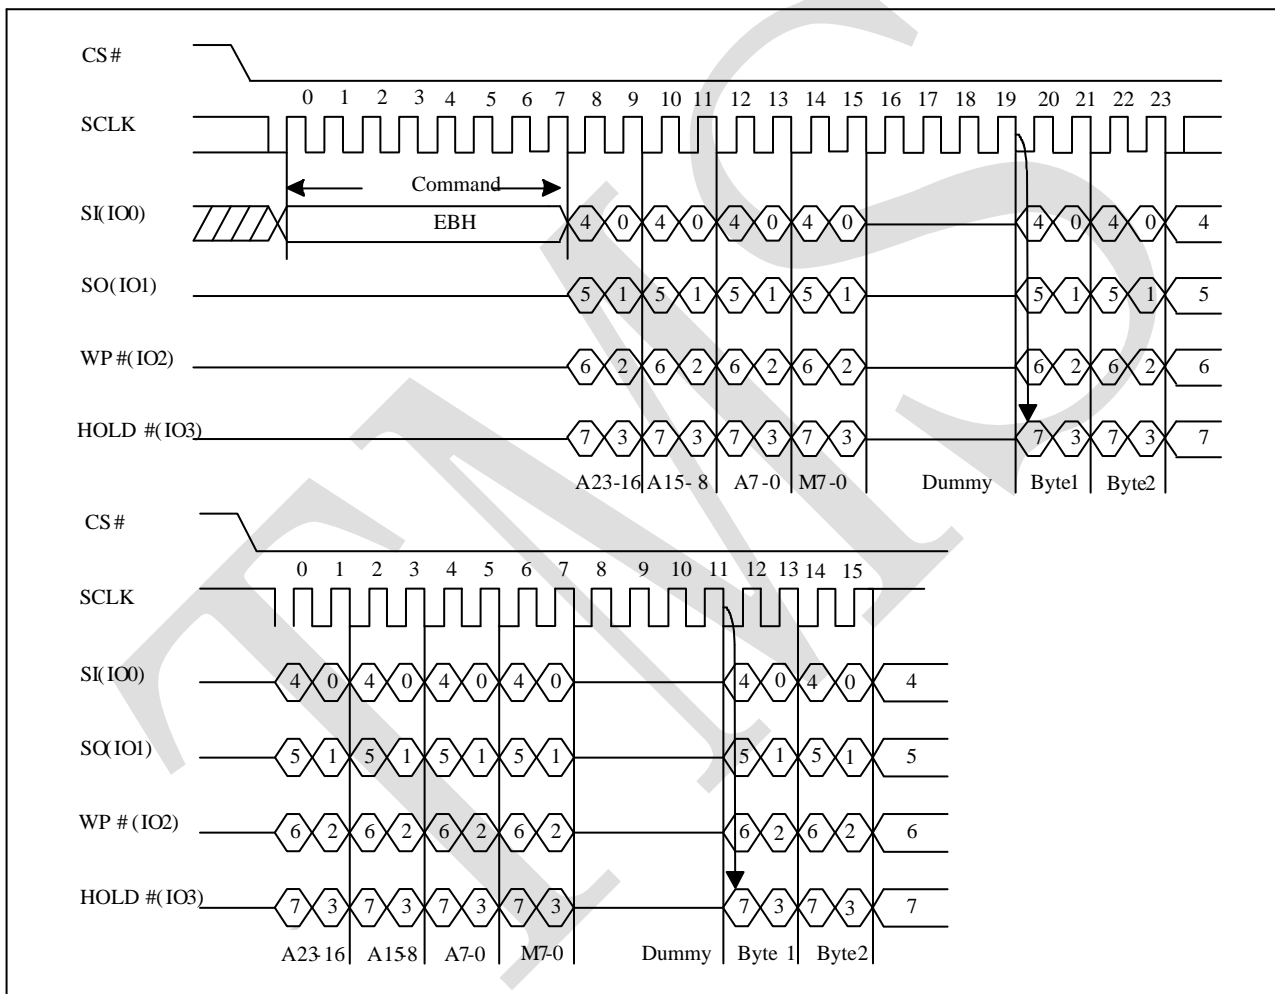 CS#
0 1 2 3 4 5 6 7 8 9 10 11 12 13 14 15 16 17 18 19 20 21 22 23
SCLK
Command
SI(IO0) EBH 4 0 4 0 4 0 4 0 4 0 4 0 4
SO(IO1) 5 1 5 1 5 1 5 1 5 1 5 1 5
WP#(IO2) 6 2 6 2 6 2 6 2 6 2 6 2 6
HOLD#(IO3) 7 3 7 3 7 3 7 3 7 3 7 3 7
A23-16 A15-8 A7-0 M7-0 Dummy Byte1 Byte2
CS#
0 1 2 3 4 5 6 7 8 9 10 11 12 13 14 15
SCLK
SI(IO0) 4 0 4 0 4 0 4 0 4 0 4 0 4
SO(IO1) 5 1 5 1 5 1 5 1 5 1 5 1 5
WP#(IO2) 6 2 6 2 6 2 6 2 6 2 6 2 6
HOLD#(IO3) 7 3 7 3 7 3 7 3 7 3 7 3 7
A23-16 A15-8 A7-0 M7-0 Dummy Byte 1 Byte2
TMS